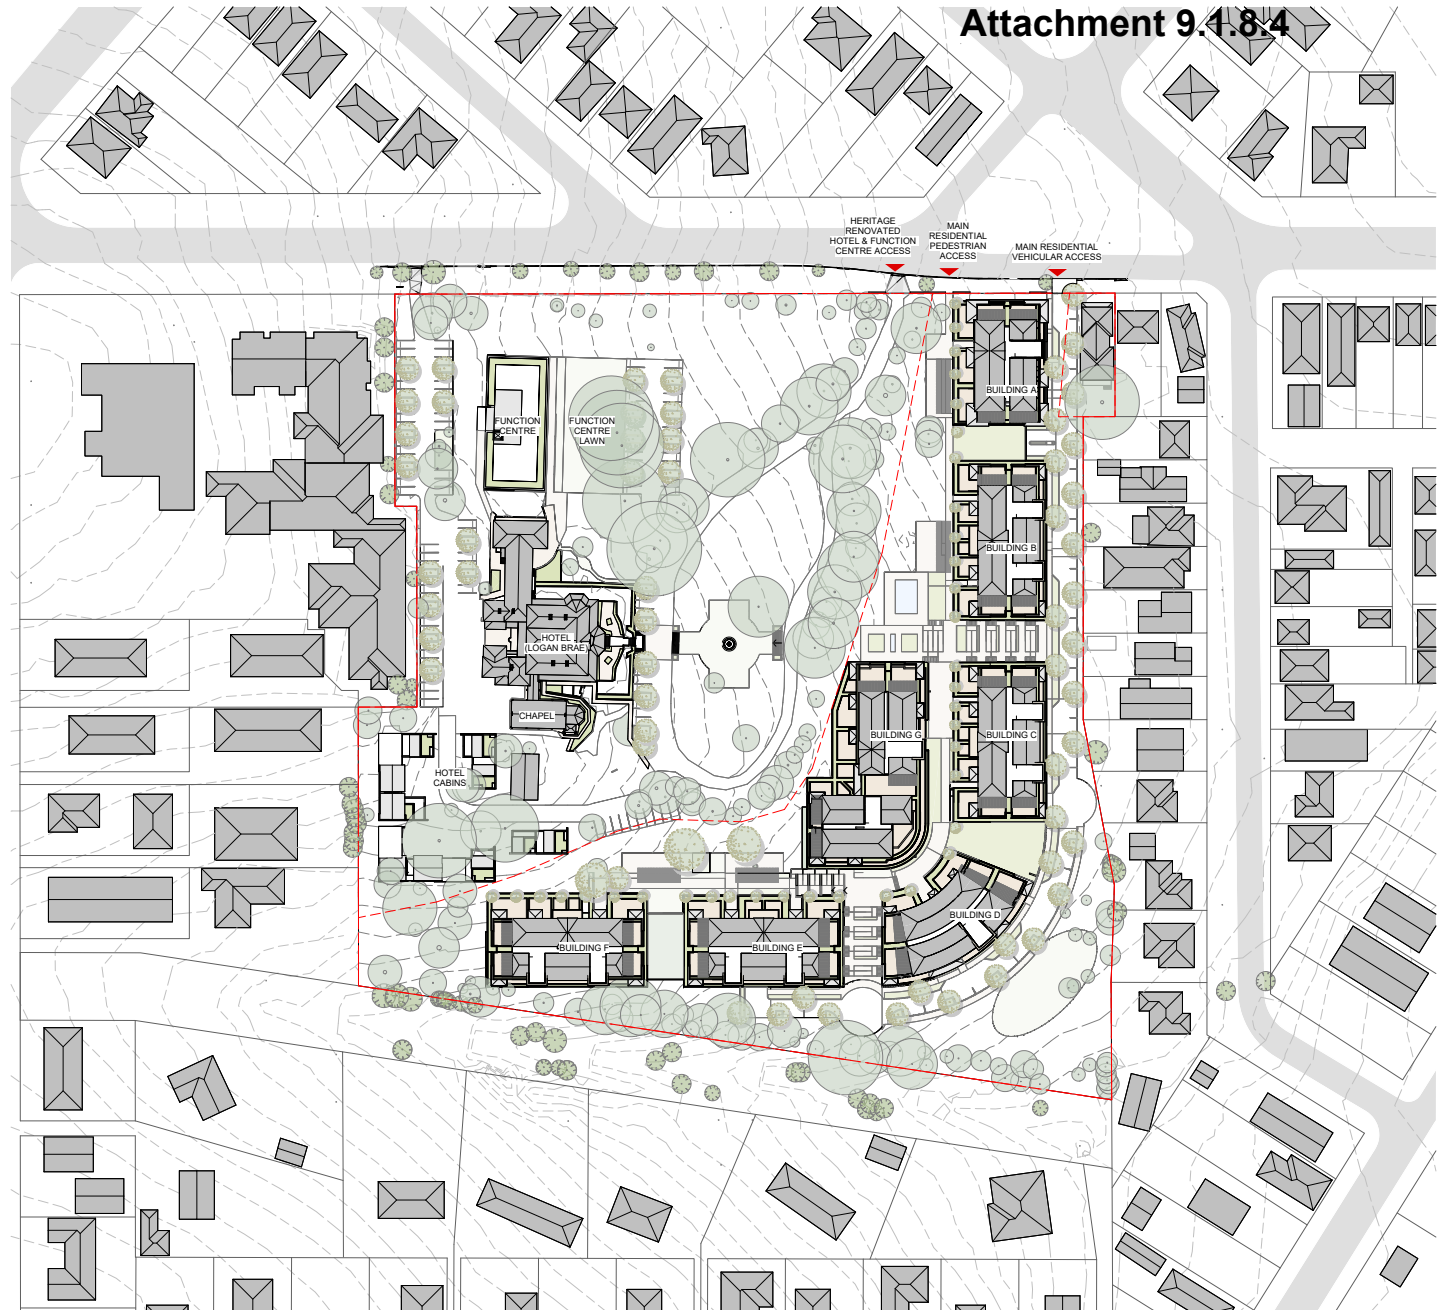 Attachment 9.1.8.4
HERITAGE
RENOVATED
HOTEL & FUNCTION
CENTRE ACCESS
MAIN
RESIDENTIAL
PEDESTRIAN
ACCESS
MAIN RESIDENTIAL
VEHICULAR ACCESS
BUILDING A
FUNCTION
CENTRE
FUNCTION
CENTRE
LAWN
BUILDING B
HOTEL
(LOGAN BRAE)
CHAPEL
BUILDING G
BUILDING C
HOTEL
CABINS
BUILDING D
BUILDING F
BUILDING E